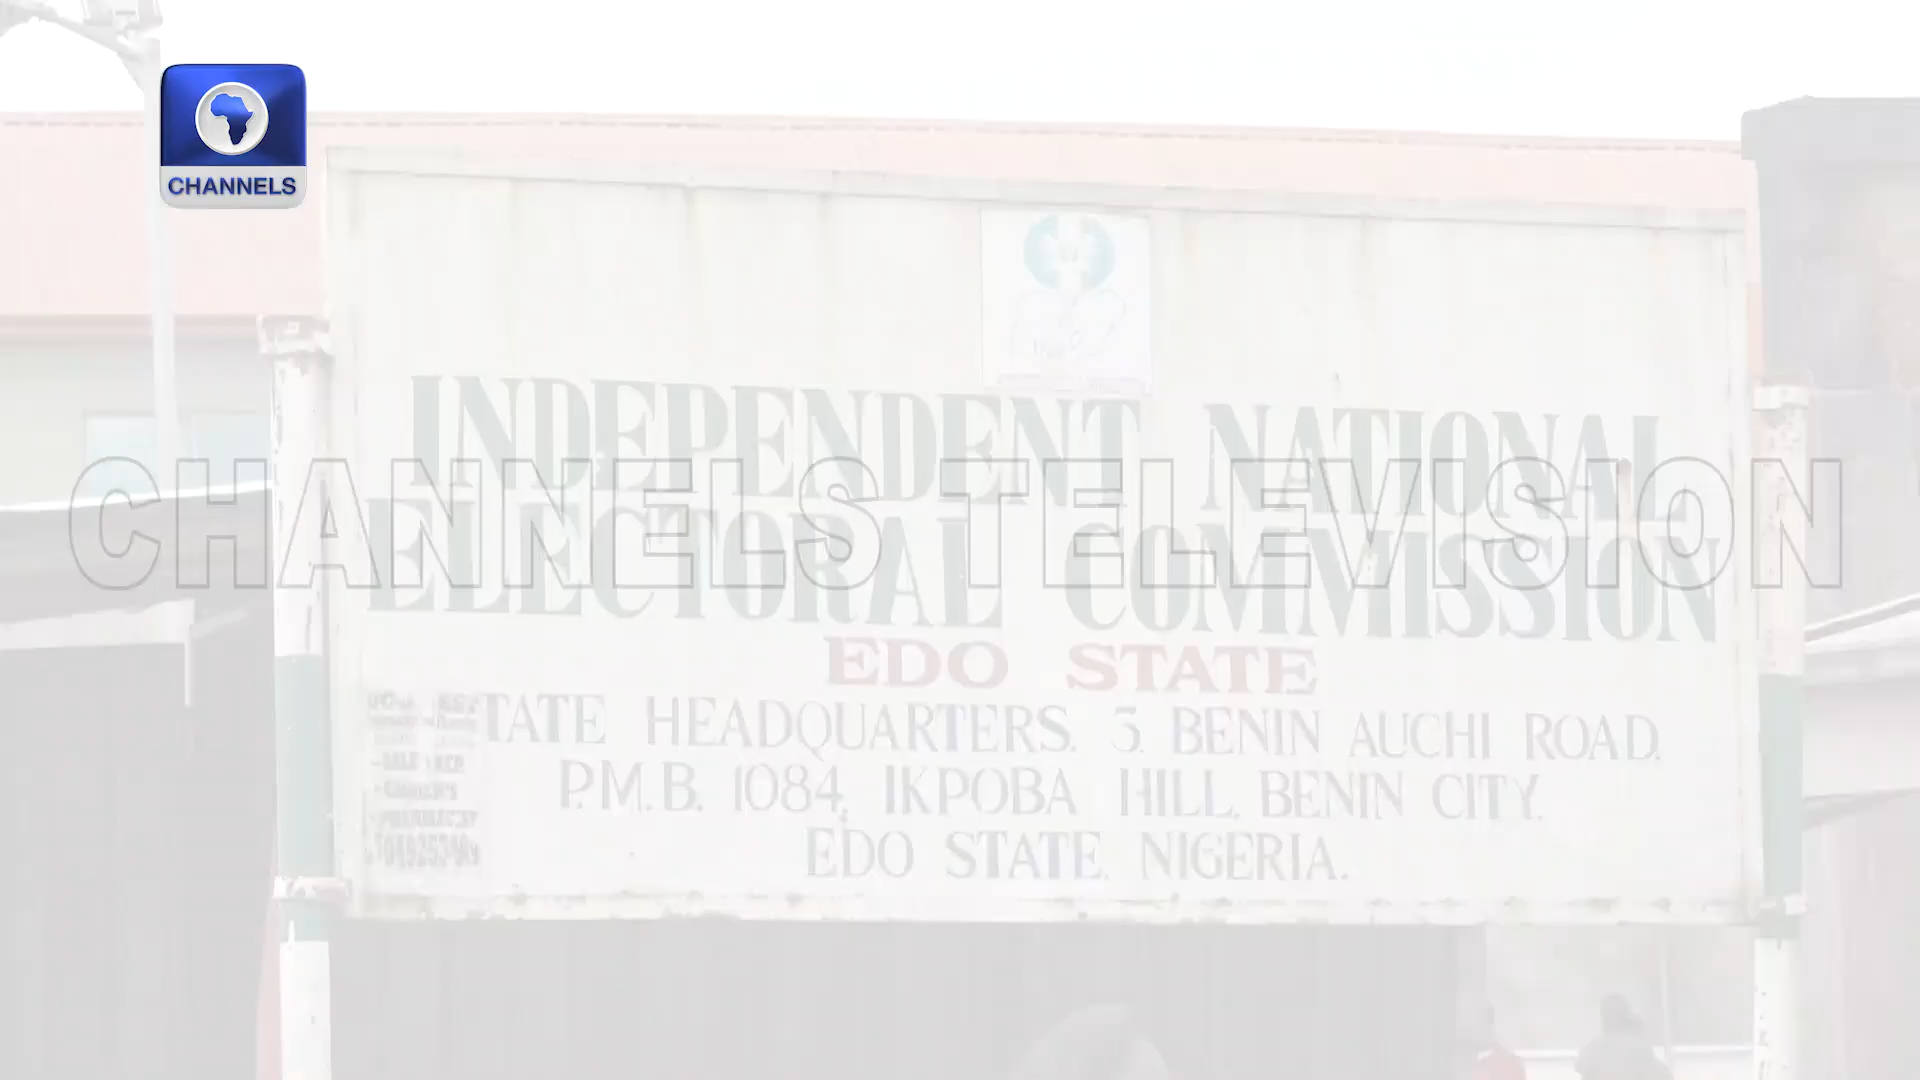 CHANNELS
INDEPENDENT NATIONAL
CHANNELS TELEVISION
ELECTORAL COMMISSION
EDO STATE
STATE HEADQUARTERS. 3. BENIN AUCHI ROAD.
P.M.B. 1084, IKPOBA HILL, BENIN CITY,
EDO STATE, NIGERIA.